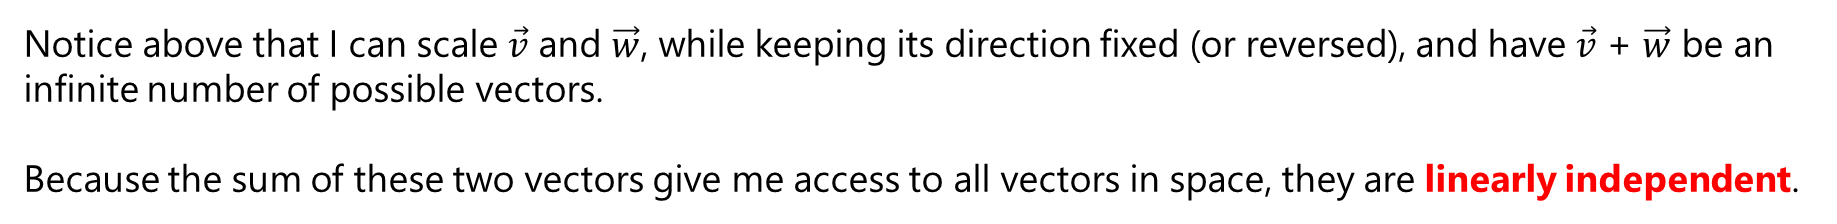 Notice above that I can scale v⃗ and w⃗, while keeping its direction fixed (or reversed), and have v⃗ + w⃗ be an
infinite number of possible vectors.
Because the sum of these two vectors give me access to all vectors in space, they are linearly independent.